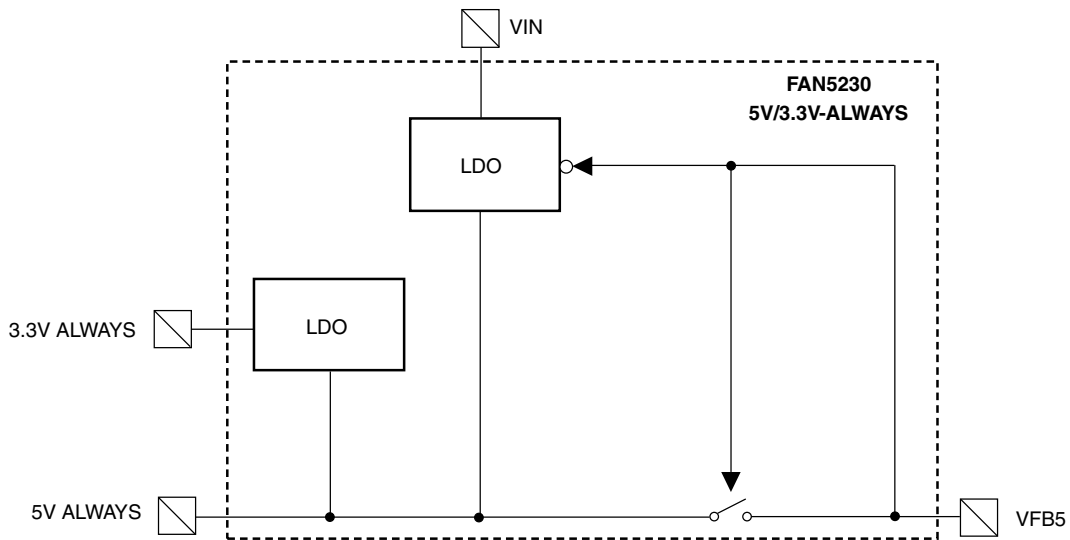 VIN
FAN5230
5V/3.3V-ALWAYS
LDO
LDO
3.3V ALWAYS
5V ALWAYS
VFB5